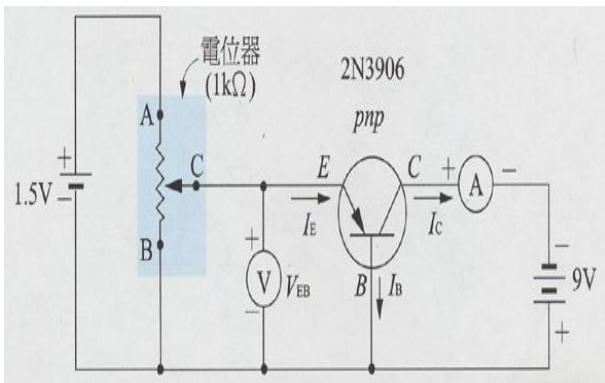 電位器
(1kΩ)
2N3906
pnp
A
C
E
C
+
−
A
+
1.5V
−
B
I_E
I_C
−
9V
+
+
V
V_EB
−
B
I_B